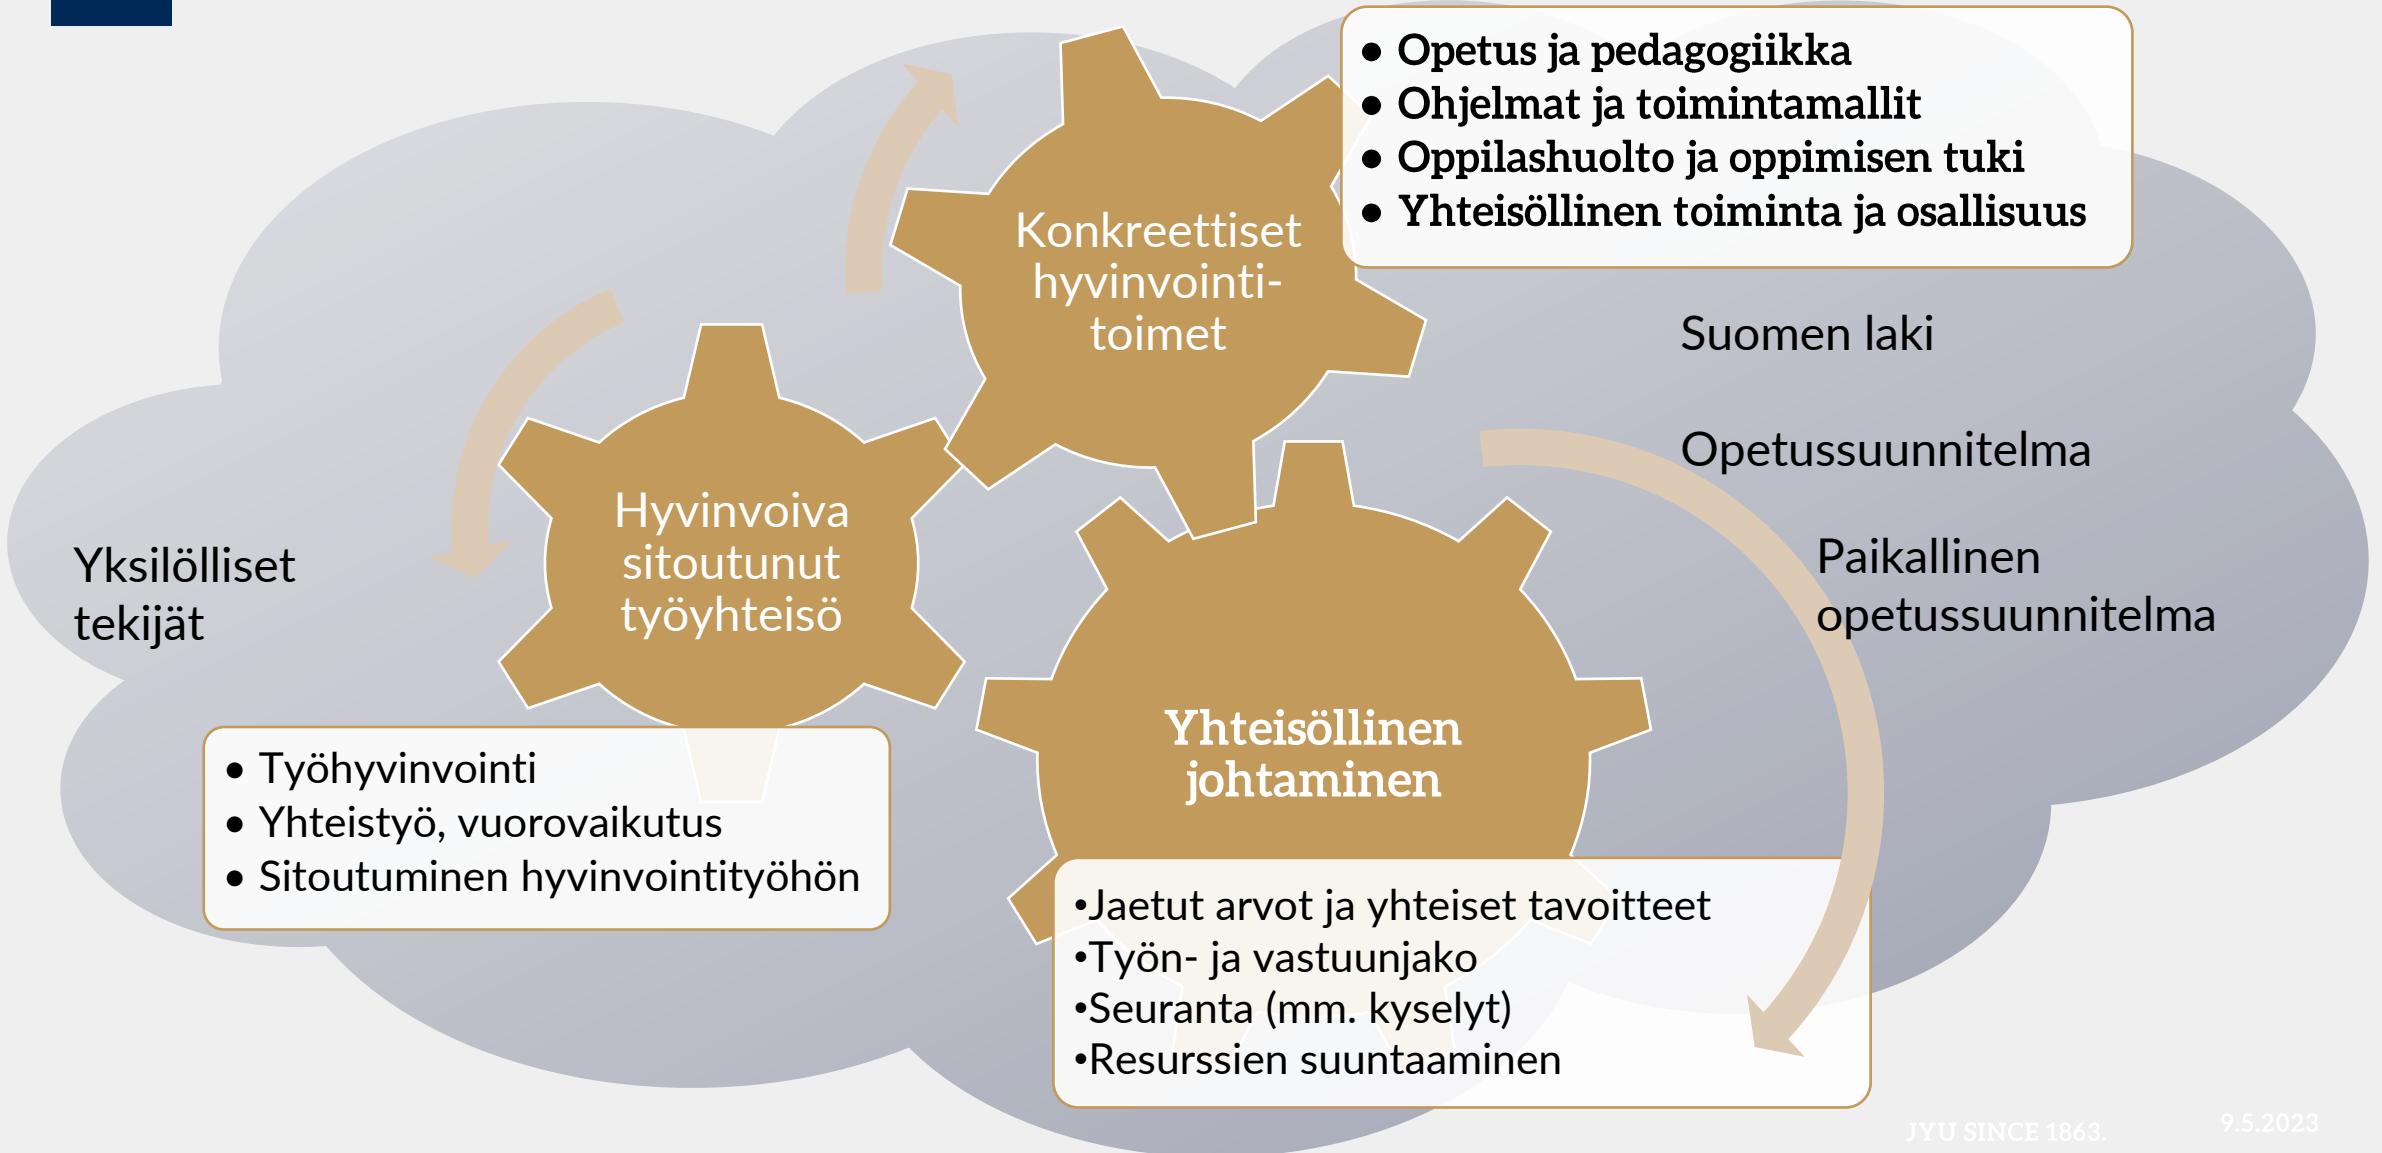 • Opetus ja pedagogiikka
• Ohjelmat ja toimintamallit
• Oppilashuolto ja oppimisen tuki
• Yhteisöllinen toiminta ja osallisuus
Konkreettiset
hyvinvointi-
toimet
Suomen laki
Opetussuunnitelma
Paikallinen
opetussuunnitelma
Hyvinvoiva
sitoutunut
työyhteisö
Yksilölliset
tekijät
• Työhyvinvointi
• Yhteistyö, vuorovaikutus
• Sitoutuminen hyvinvointityöhön
Yhteisöllinen
johtaminen
•Jaetut arvot ja yhteiset tavoitteet
•Työn- ja vastuunjako
•Seuranta (mm. kyselyt)
•Resurssien suuntaaminen
JYU SINCE 1863.
9.5.2023